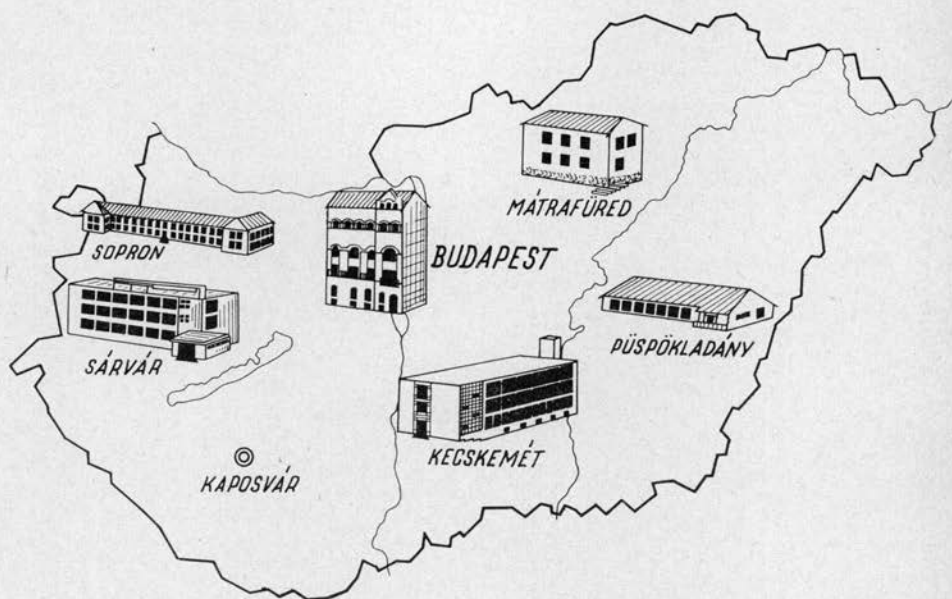 MÁTRAFÜRED
SOPRON
BUDAPEST
SÁRVÁR
PÜSPÖKLADÁNY
KECSKEMÉT
KAPOSVÁR